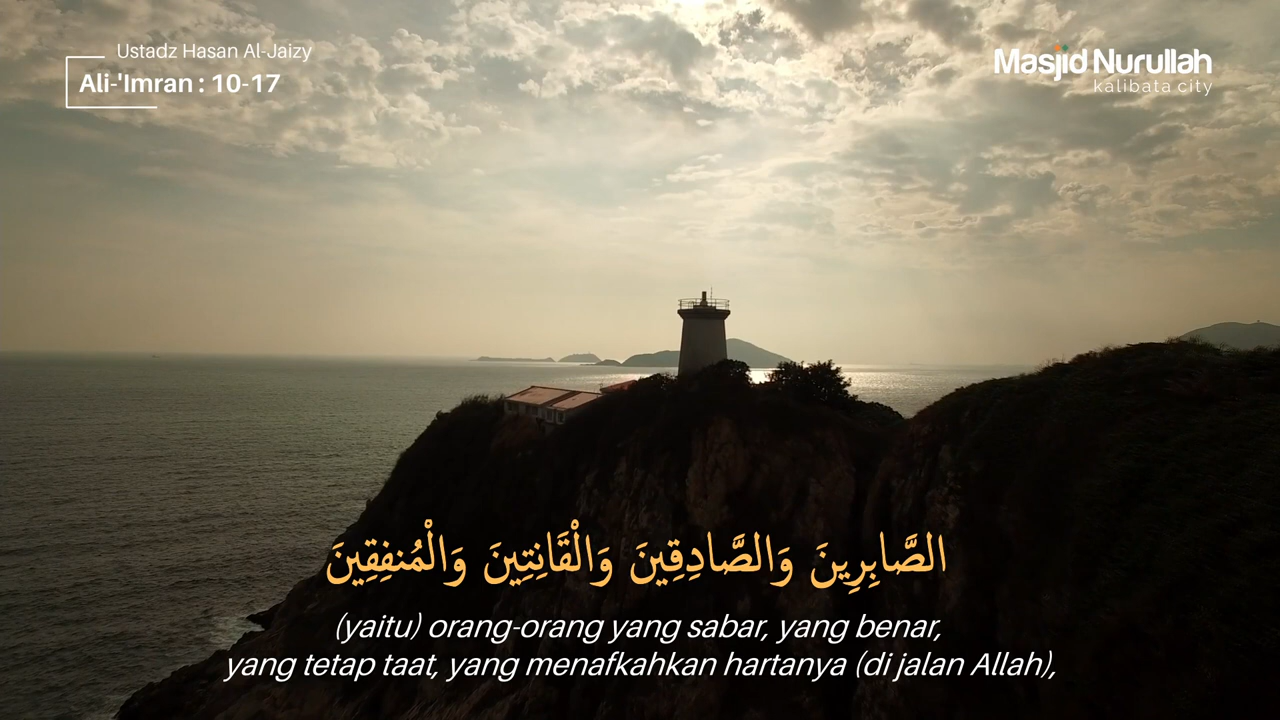 Ustadz Hasan Al-Jaizy
Ali-'Imran : 10-17
Masjid Nurullah
kalibata city
الصَّابِرِينَ وَالصَّادِقِينَ وَالْقَانِتِينَ وَالْمُنفِقِينَ
(yaitu) orang-orang yang sabar, yang benar,
yang tetap taat, yang menafkahkan hartanya (di jalan Allah),